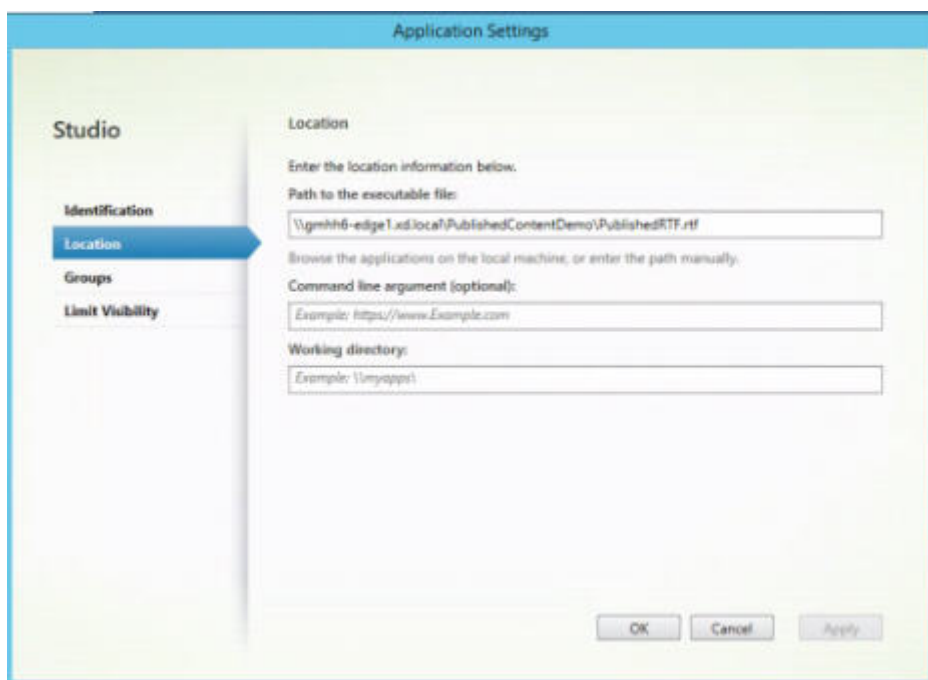 Application Settings
Studio
Identification
Location
Groups
Limit Visibility
Location
Enter the location information below.
Path to the executable file:
\\gmhh6-edge1.xd.local\PublishedContentDemo\PublishedRTF.rtf
Browse the applications on the local machine, or enter the path manually.
Command line argument (optional):
Example: https://www.Example.com
Working directory:
Example: \\myapps\
OK
Cancel
Apply